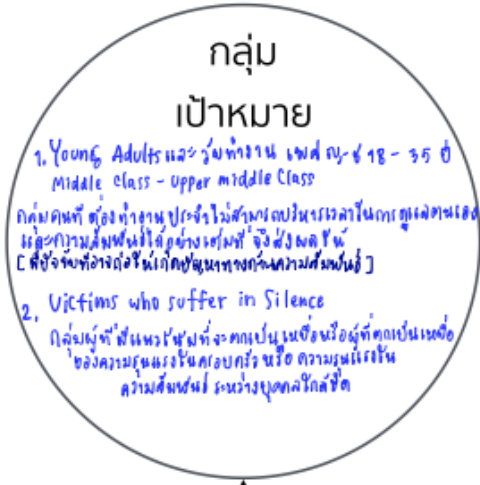 กลุ่ม
เป้าหมาย
1. Young Adults และ วัยทำงาน เพศ ญ-ช 18 - 35 ปี
Middle Class - Upper middle Class
กลุ่มคนที่ ต้องทำงานประจำไม่สามารถบริหารเวลาในการดูแลตนเอง
และความสัมพันธ์ได้อย่างเต็มที่ จึงส่งผลให้
[ มีปัจจัยที่อาจก่อให้เกิดปัญหาทางด้านความสัมพันธ์ ]
2. Victims who suffer in Silence
กลุ่มผู้ที่มีแนวโน้มที่จะตกเป็นเหยื่อหรือผู้ที่ตกเป็นเหยื่อ
ของความรุนแรงในครอบครัว หรือ ความรุนแรงใน
ความสัมพันธ์ ระหว่างบุคคลใกล้ชิด